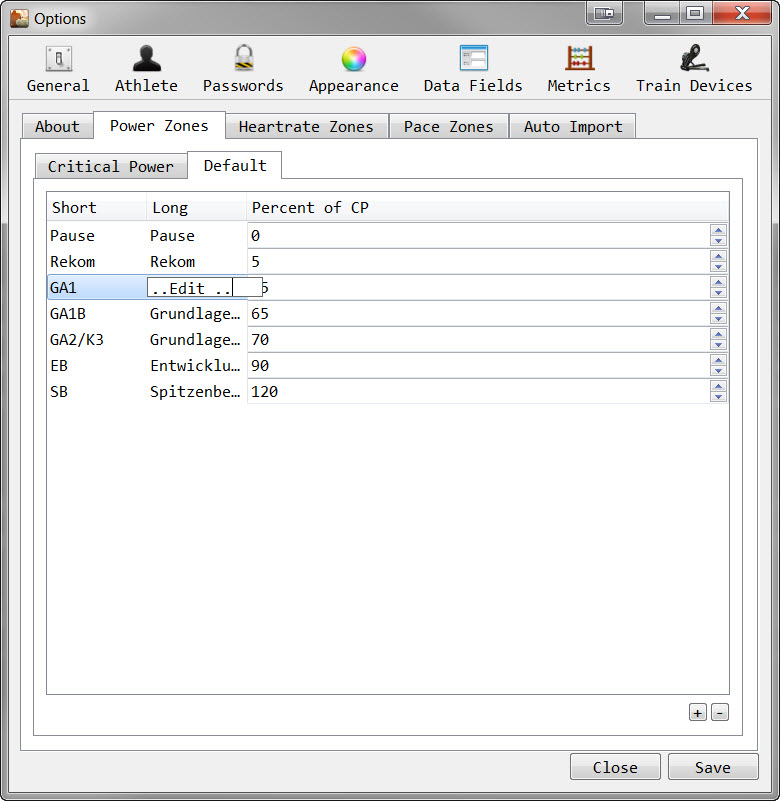 Options
General Athlete Passwords Appearance Data Fields Metrics Train Devices
About Power Zones Heartrate Zones Pace Zones Auto Import
Critical Power Default
Short Long Percent of CP
Pause Pause 0
Rekom Rekom 5
GA1 ..Edit .. 5
GA1B Grundlage… 65
GA2/K3 Grundlage… 70
EB Entwicklu… 90
SB Spitzenbe… 120
+ -
Close Save